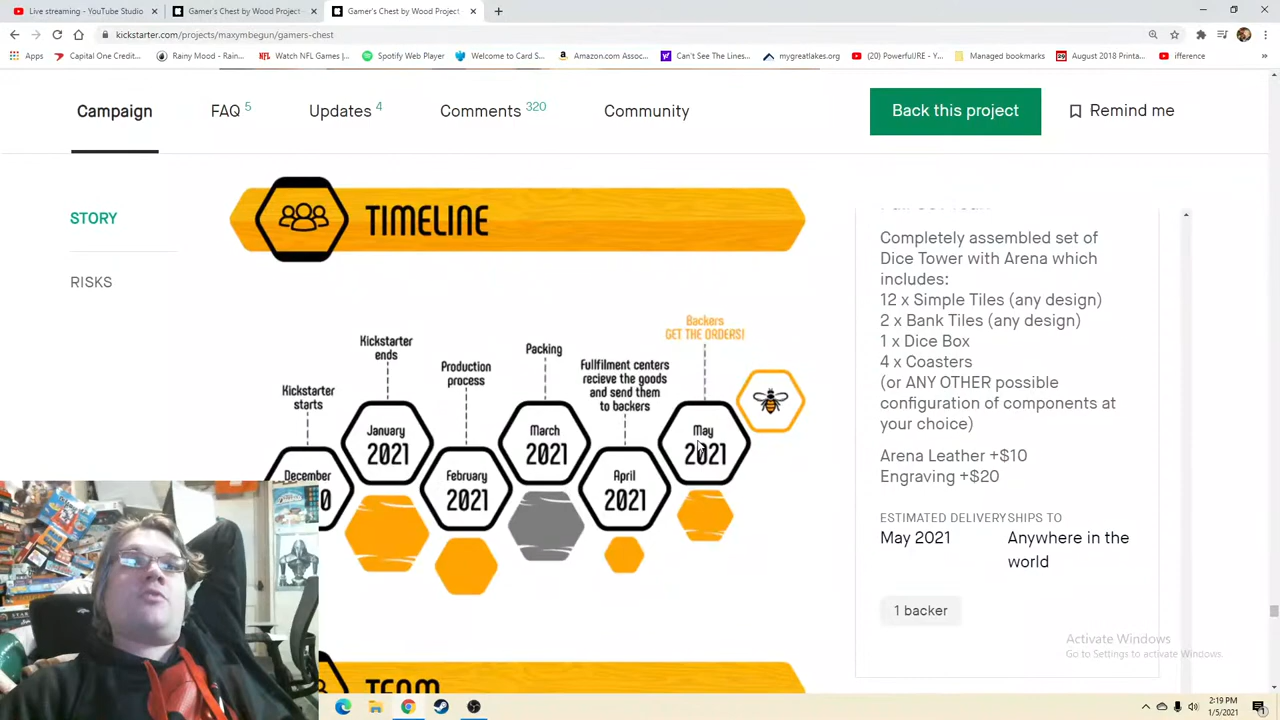 Live streaming - YouTube Studio
Gamer's Chest by Wood Project
Gamer's Chest by Wood Project
kickstarter.com/projects/maxymbegun/gamers-chest
Apps
Capital One Credit...
Rainy Mood - Rain...
Watch NFL Games |...
Spotify Web Player
Welcome to Card S...
Amazon.com Assoc...
Can't See The Lines...
mygreatlakes.org
(20) PowerfulJRE - Y...
Managed bookmarks
August 2018 Printa...
ifference
»
Campaign
FAQ 5
Updates 4
Comments 320
Community
Back this project
Remind me
STORY
RISKS
TIMELINE
Kickstarter
starts
Kickstarter
ends
Production
process
Packing
Fullfilment centers
recieve the goods
and send them
to backers
Backers
GET THE ORDERS!
December
January
2021
February
2021
March
2021
April
2021
May
2021
TEAM
Completely assembled set of
Dice Tower with Arena which
includes:
12 x Simple Tiles (any design)
2 x Bank Tiles (any design)
1 x Dice Box
4 x Coasters
(or ANY OTHER possible
configuration of components at
your choice)
Arena Leather +$10
Engraving +$20
ESTIMATED DELIVERY
May 2021
SHIPS TO
Anywhere in the
world
1 backer
Activate Windows
Go to Settings to activate Windows.
2:19 PM
1/5/2021